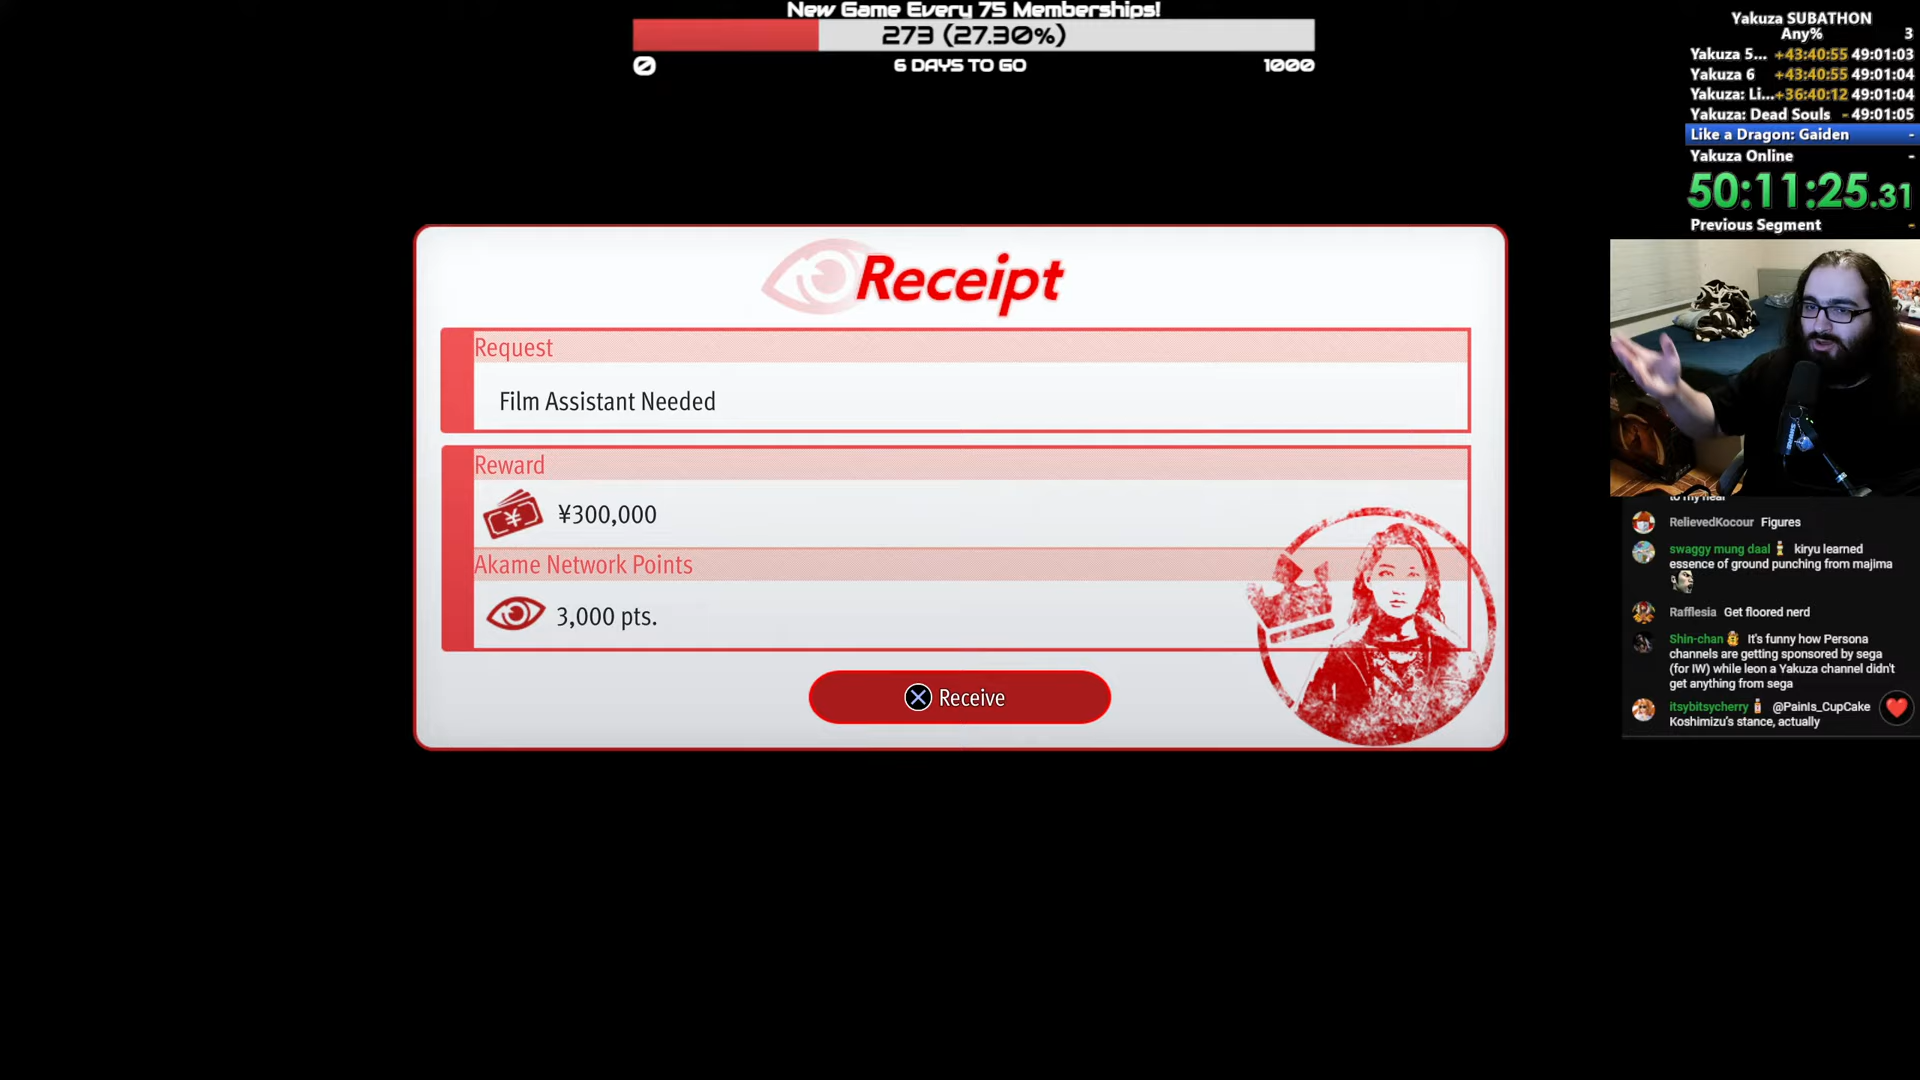 New Game Every 75 Memberships!
273 (27.30%)
0 6 DAYS TO GO 1000
Yakuza SUBATHON
Any% 3
Yakuza 5... +43:40:55 49:01:03
Yakuza 6 +43:40:55 49:01:04
Yakuza: Li...+36:40:12 49:01:04
Yakuza: Dead Souls - 49:01:05
Like a Dragon: Gaiden -
Yakuza Online -
50:11:25.31
Previous Segment -
Receipt
Request
Film Assistant Needed
Reward
¥300,000
Akame Network Points
3,000 pts.
Receive
RelievedKocour Figures
swaggy mung daal kiryu learned
essence of ground punching from majima
Rafflesia Get floored nerd
Shin-chan It's funny how Persona
channels are getting sponsored by sega
(for IW) while leon a Yakuza channel didn't
get anything from sega
itsybitsycherry @PainIs_CupCake
Koshimizu's stance, actually